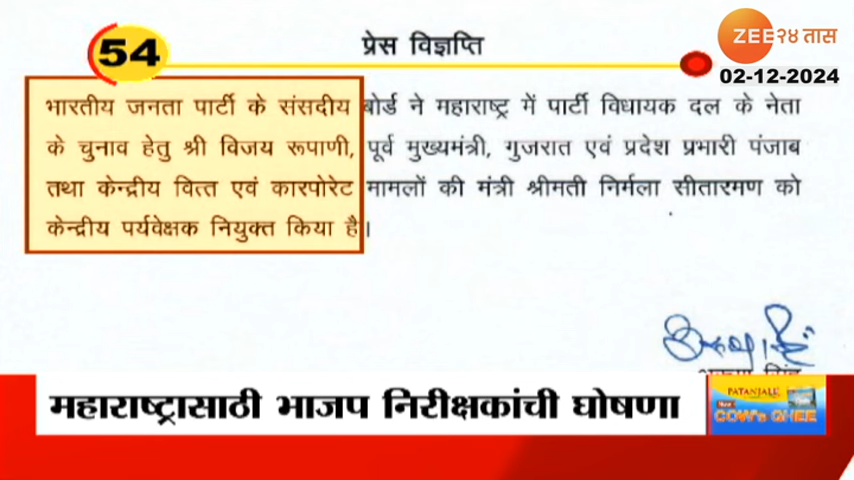 54
प्रेस विज्ञप्ति
ZEE २४ तास
02-12-2024
भारतीय जनता पार्टी के संसदीय बोर्ड ने महाराष्ट्र में पार्टी विधायक दल के नेता
के चुनाव हेतु श्री विजय रूपाणी, पूर्व मुख्यमंत्री, गुजरात एवं प्रदेश प्रभारी पंजाब
तथा केन्द्रीय वित्त एवं कारपोरेट मामलों की मंत्री श्रीमती निर्मला सीतारमण को
केन्द्रीय पर्यवेक्षक नियुक्त किया है।
महाराष्ट्रासाठी भाजप निरीक्षकांची घोषणा
PATANJALI
COW's GHEE